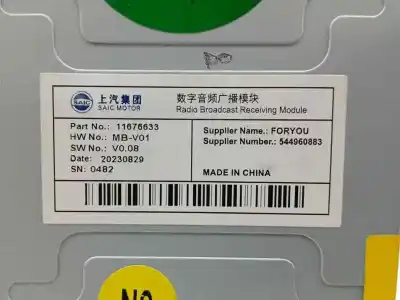 上汽集团
SAIC MOTOR
数字音频广播模块
Radio Broadcast Receiving Module
Part No.: 11676633
HW No.: MB-V01
SW No.: V0.08
Date: 20230829
SN: 04B2
Supplier Name.: FORYOU
Supplier Number.: 544960883
MADE IN CHINA